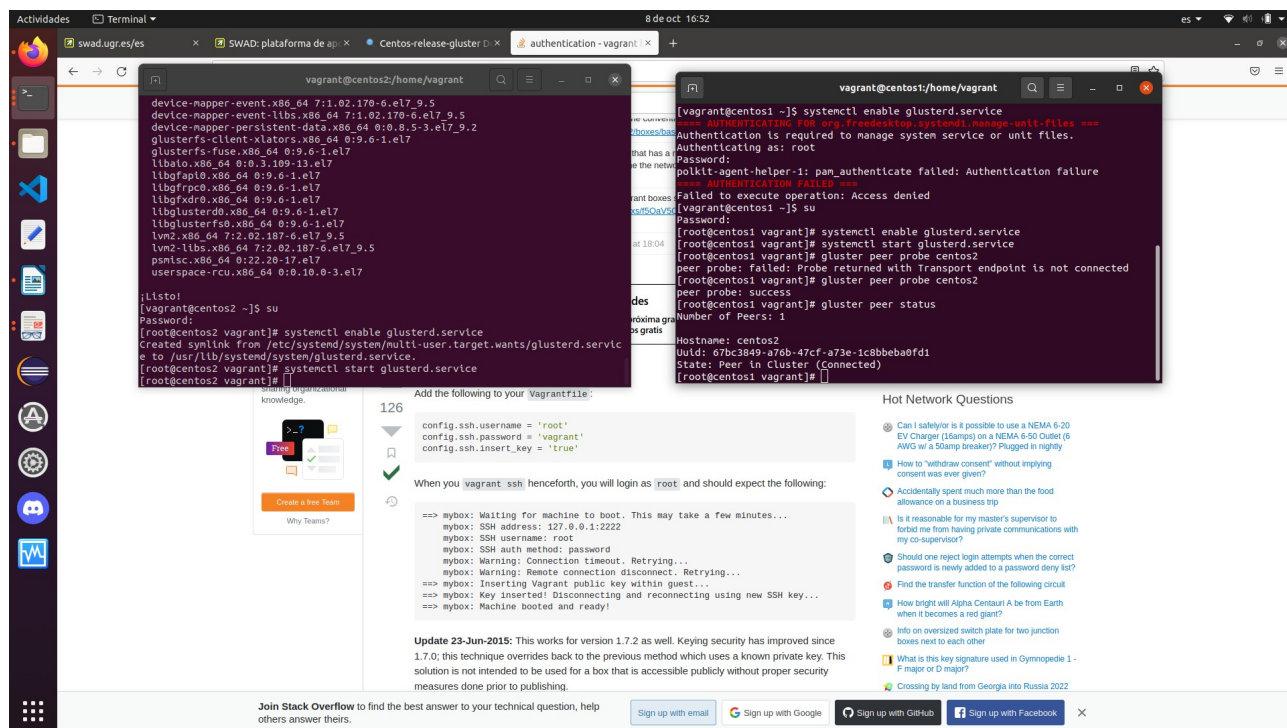 Actividades
Terminal
8 de oct 16:52
es
swad.ugr.es/es
SWAD: plataforma de ap
Centos-release-gluster D
authentication - vagrant
vagrant@centos2:/home/vagrant
device-mapper-event.x86_64 7:1.02.170-6.el7_9.5
device-mapper-event-libs.x86_64 7:1.02.170-6.el7_9.5
device-mapper-persistent-data.x86_64 0:0.8.5-3.el7_9.2
glusterfs-client-xlators.x86_64 0:9.6-1.el7
glusterfs-fuse.x86_64 0:9.6-1.el7
libaio.x86_64 0:0.3.109-13.el7
libgfapi0.x86_64 0:9.6-1.el7
libgfrpc0.x86_64 0:9.6-1.el7
libgfxdr0.x86_64 0:9.6-1.el7
libglusterd0.x86_64 0:9.6-1.el7
libglusterfs0.x86_64 0:9.6-1.el7
lvm2.x86_64 7:2.02.187-6.el7_9.5
lvm2-libs.x86_64 7:2.02.187-6.el7_9.5
psmisc.x86_64 0:22.20-17.el7
userspace-rcu.x86_64 0:0.10.0-3.el7
¡Listo!
[vagrant@centos2 ~]$ su
Password:
[root@centos2 vagrant]# systemctl enable glusterd.service
Created symlink from /etc/systemd/system/multi-user.target.wants/glusterd.servic
e to /usr/lib/systemd/system/glusterd.service.
[root@centos2 vagrant]# systemctl start glusterd.service
[root@centos2 vagrant]#
vagrant@centos1:/home/vagrant
[vagrant@centos1 ~]$ systemctl enable glusterd.service
==== AUTHENTICATING FOR org.freedesktop.systemd1.manage-unit-files ===
Authentication is required to manage system service or unit files.
Authenticating as: root
Password:
polkit-agent-helper-1: pam_authenticate failed: Authentication failure
==== AUTHENTICATION FAILED ===
Failed to execute operation: Access denied
[vagrant@centos1 ~]$ su
Password:
[root@centos1 vagrant]# systemctl enable glusterd.service
[root@centos1 vagrant]# systemctl start glusterd.service
[root@centos1 vagrant]# gluster peer probe centos2
peer probe: failed: Probe returned with Transport endpoint is not connected
[root@centos1 vagrant]# gluster peer probe centos2
peer probe: success
[root@centos1 vagrant]# gluster peer status
Number of Peers: 1
Hostname: centos2
Uuid: 67bc3849-a76b-47cf-a73e-1c8bbeba0fd1
State: Peer in Cluster (Connected)
[root@centos1 vagrant]#
2/boxes/bas
that has a
e the netwo
rant boxes s
xs/f5OaV5
at 18:04
des
próxima gra
os gratis
sharing organizational
knowledge.
Free
Create a free Team
Why Teams?
126
Add the following to your Vagrantfile:
config.ssh.username = 'root'
config.ssh.password = 'vagrant'
config.ssh.insert_key = 'true'
When you vagrant ssh henceforth, you will login as root and should expect the following:
==> mybox: Waiting for machine to boot. This may take a few minutes...
mybox: SSH address: 127.0.0.1:2222
mybox: SSH username: root
mybox: SSH auth method: password
mybox: Warning: Connection timeout. Retrying...
mybox: Warning: Remote connection disconnect. Retrying...
==> mybox: Inserting Vagrant public key within guest...
==> mybox: Key inserted! Disconnecting and reconnecting using new SSH key...
==> mybox: Machine booted and ready!
Update 23-Jun-2015: This works for version 1.7.2 as well. Keying security has improved since
1.7.0; this technique overrides back to the previous method which uses a known private key. This
solution is not intended to be used for a box that is accessible publicly without proper security
measures done prior to publishing.
Hot Network Questions
Can I safely/or is it possible to use a NEMA 6-20
EV Charger (16amps) on a NEMA 6-50 Outlet (6
AWG w/ a 50amp breaker)? Plugged in nightly
How to "withdraw consent" without implying
consent was ever given?
Accidentally spent much more than the food
allowance on a business trip
Is it reasonable for my master's supervisor to
forbid me from having private communications with
my co-supervisor?
Should one reject login attempts when the correct
password is newly added to a password deny list?
Find the transfer function of the following circuit
How bright will Alpha Centauri A be from Earth
when it becomes a red giant?
Info on oversized switch plate for two junction
boxes next to each other
What is this key signature used in Gymnopedie 1 -
F major or D major?
Crossing by land from Georgia into Russia 2022
Join Stack Overflow to find the best answer to your technical question, help
others answer theirs.
Sign up with email
Sign up with Google
Sign up with GitHub
Sign up with Facebook